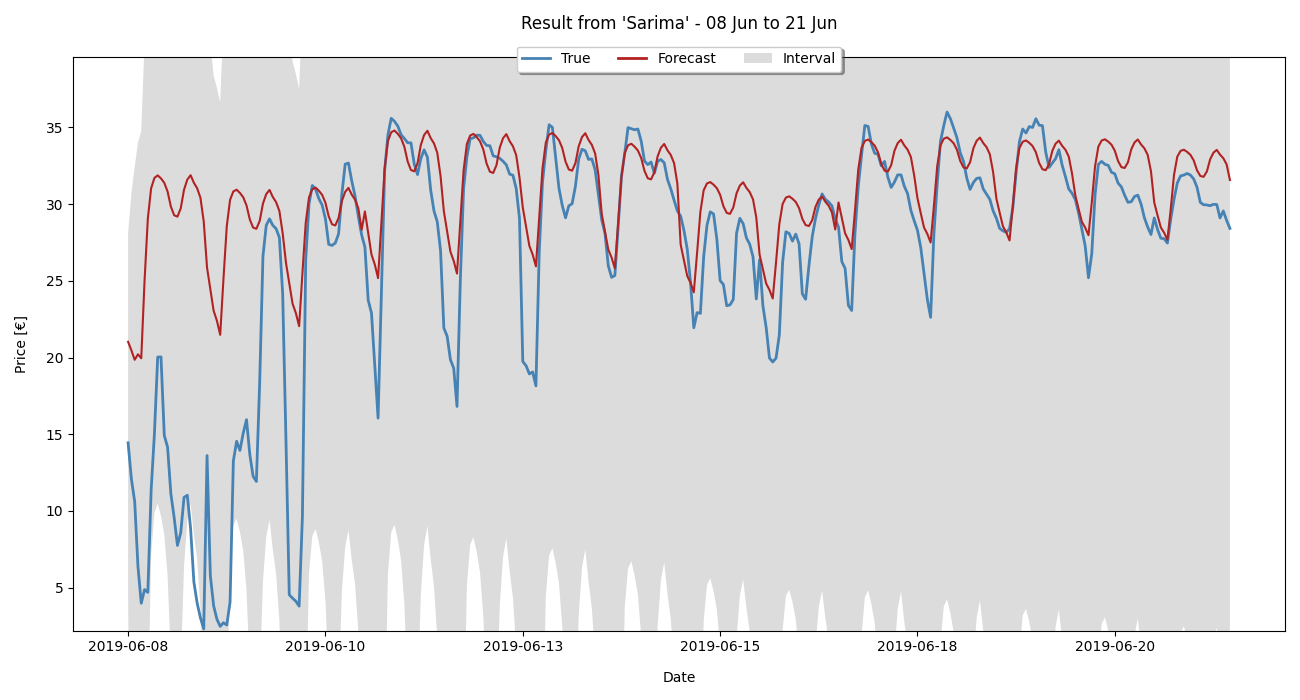 Result from 'Sarima' - 08 Jun to 21 Jun
True Forecast Interval
Price [€]
35
30
25
20
15
10
5
2019-06-08 2019-06-10 2019-06-13 2019-06-15 2019-06-18 2019-06-20
Date